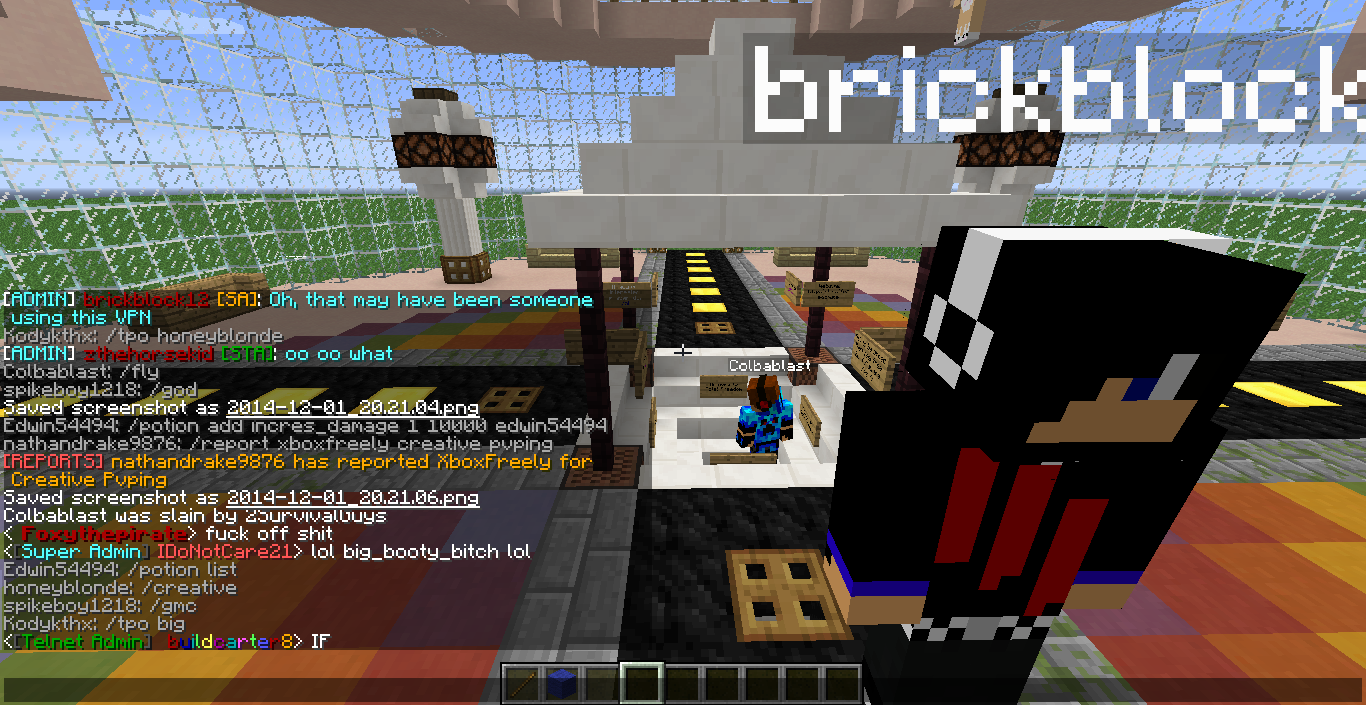 brickblock
[ADMIN] brickblock12 [SA]: Oh, that may have been someone
using this VPN
Kodykthx: /tpo honeyblonde
[ADMIN] zthehorsekid [STA]: oo oo what
Colbablast: /fly
spikeboy1218: /god
Saved screenshot as 2014-12-01_20.21.04.png
Edwin54494: /potion add incres_damage 1 10000 edwin54494
nathandrake9876: /report xboxfreely creative pvping
[REPORTS] nathandrake9876 has reported XboxFreely for
Creative Pvping
Saved screenshot as 2014-12-01_20.21.06.png
Colbablast was slain by 2Survivalbuys
< Foxythepirate> fuck off shit
<[Super Admin] IDoNotCare21> lol big_booty_bitch lol
Edwin54494: /potion list
honeyblonde: /creative
spikeboy1218: /gmc
Kodykthx: /tpo big
<[Telnet Admin] buildcarter8> IF
Colbablast